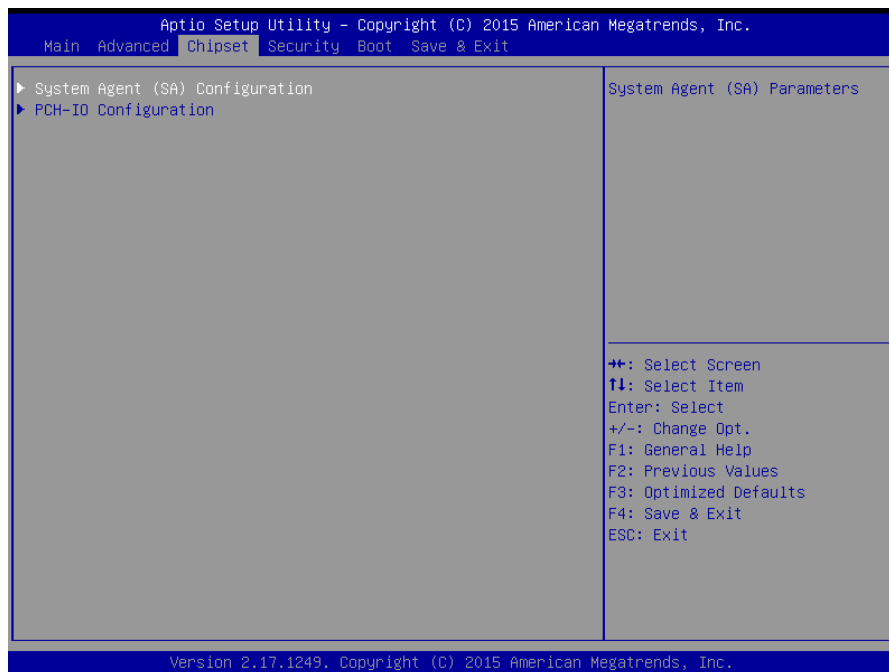 Aptio Setup Utility – Copyright (C) 2015 American Megatrends, Inc.
Main Advanced Chipset Security Boot Save & Exit
▶ System Agent (SA) Configuration
▶ PCH-IO Configuration
System Agent (SA) Parameters
→←: Select Screen
↑↓: Select Item
Enter: Select
+/-: Change Opt.
F1: General Help
F2: Previous Values
F3: Optimized Defaults
F4: Save & Exit
ESC: Exit
Version 2.17.1249. Copyright (C) 2015 American Megatrends, Inc.